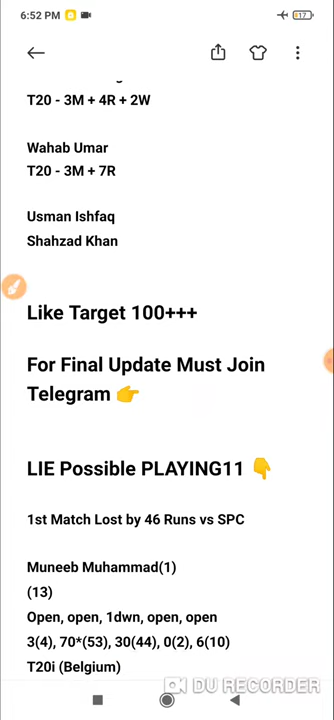 6:52 PM
17
T20 - 3M + 4R + 2W
Wahab Umar
T20 - 3M + 7R
Usman Ishfaq
Shahzad Khan
Like Target 100+++
For Final Update Must Join
Telegram 👉
LIE Possible PLAYING11 👇
1st Match Lost by 46 Runs vs SPC
Muneeb Muhammad(1)
(13)
Open, open, 1dwn, open, open
3(4), 70*(53), 30(44), 0(2), 6(10)
T20i (Belgium)
DU RECORDER